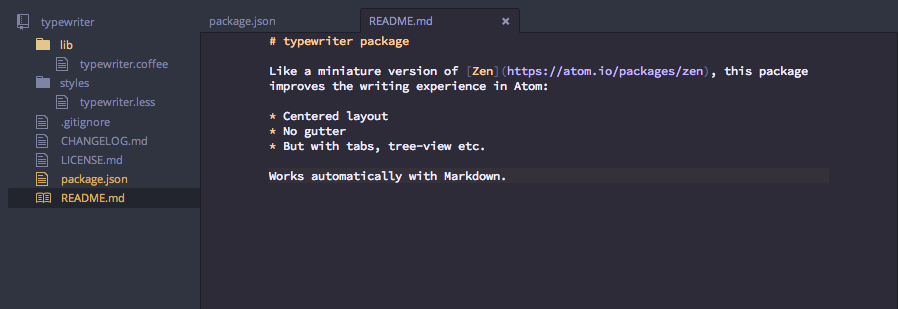 typewriter
lib
typewriter.coffee
styles
typewriter.less
.gitignore
CHANGELOG.md
LICENSE.md
package.json
README.md
package.json
README.md
# typewriter package
Like a miniature version of [Zen](https://atom.io/packages/zen), this package
improves the writing experience in Atom:
* Centered layout
* No gutter
* But with tabs, tree-view etc.
Works automatically with Markdown.